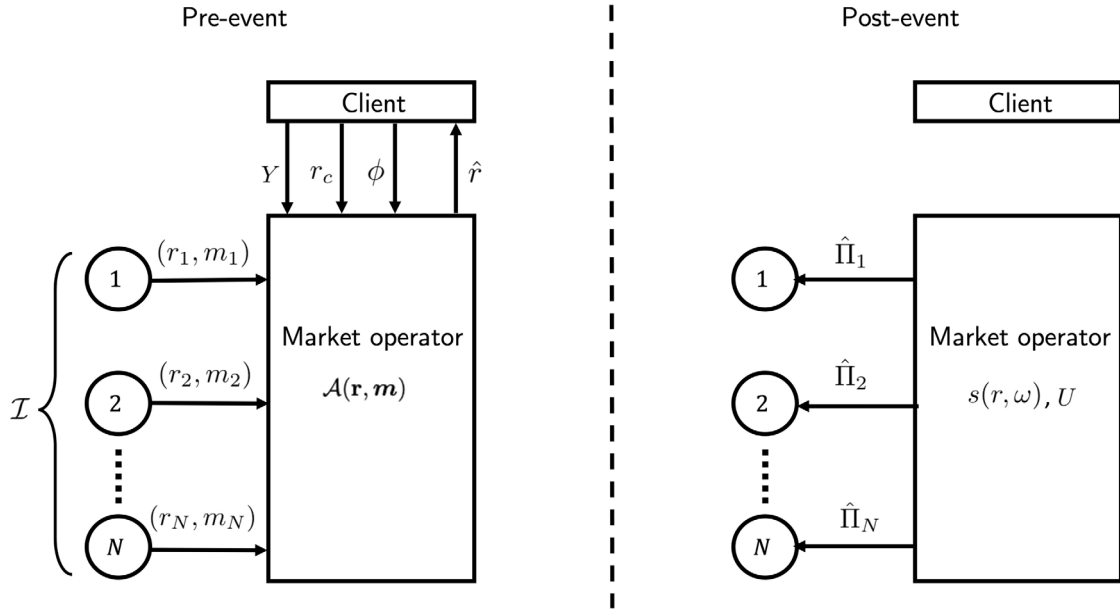 Pre-event
Post-event
Client
Client
Y
r_c
ϕ
r̂
(r_1, m_1)
1
(r_2, m_2)
2
(r_N, m_N)
N
ℐ
Market operator
𝒜(𝐫, 𝒎)
Π̂_1
1
Π̂_2
2
Π̂_N
N
Market operator
s(r, ω), U